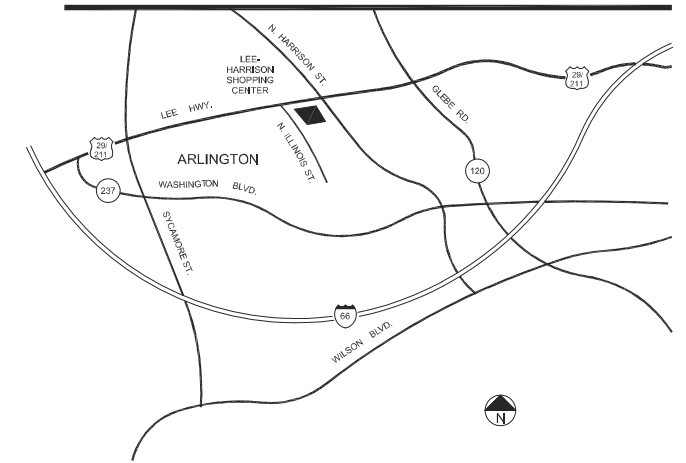 N. HARRISON ST.
LEE-
HARRISON
SHOPPING
CENTER
29/
211
GLEBE RD.
LEE HWY.
N. ILLINOIS ST.
29/
211
ARLINGTON
120
237
WASHINGTON BLVD.
SYCAMORE ST.
66
WILSON BLVD.
N